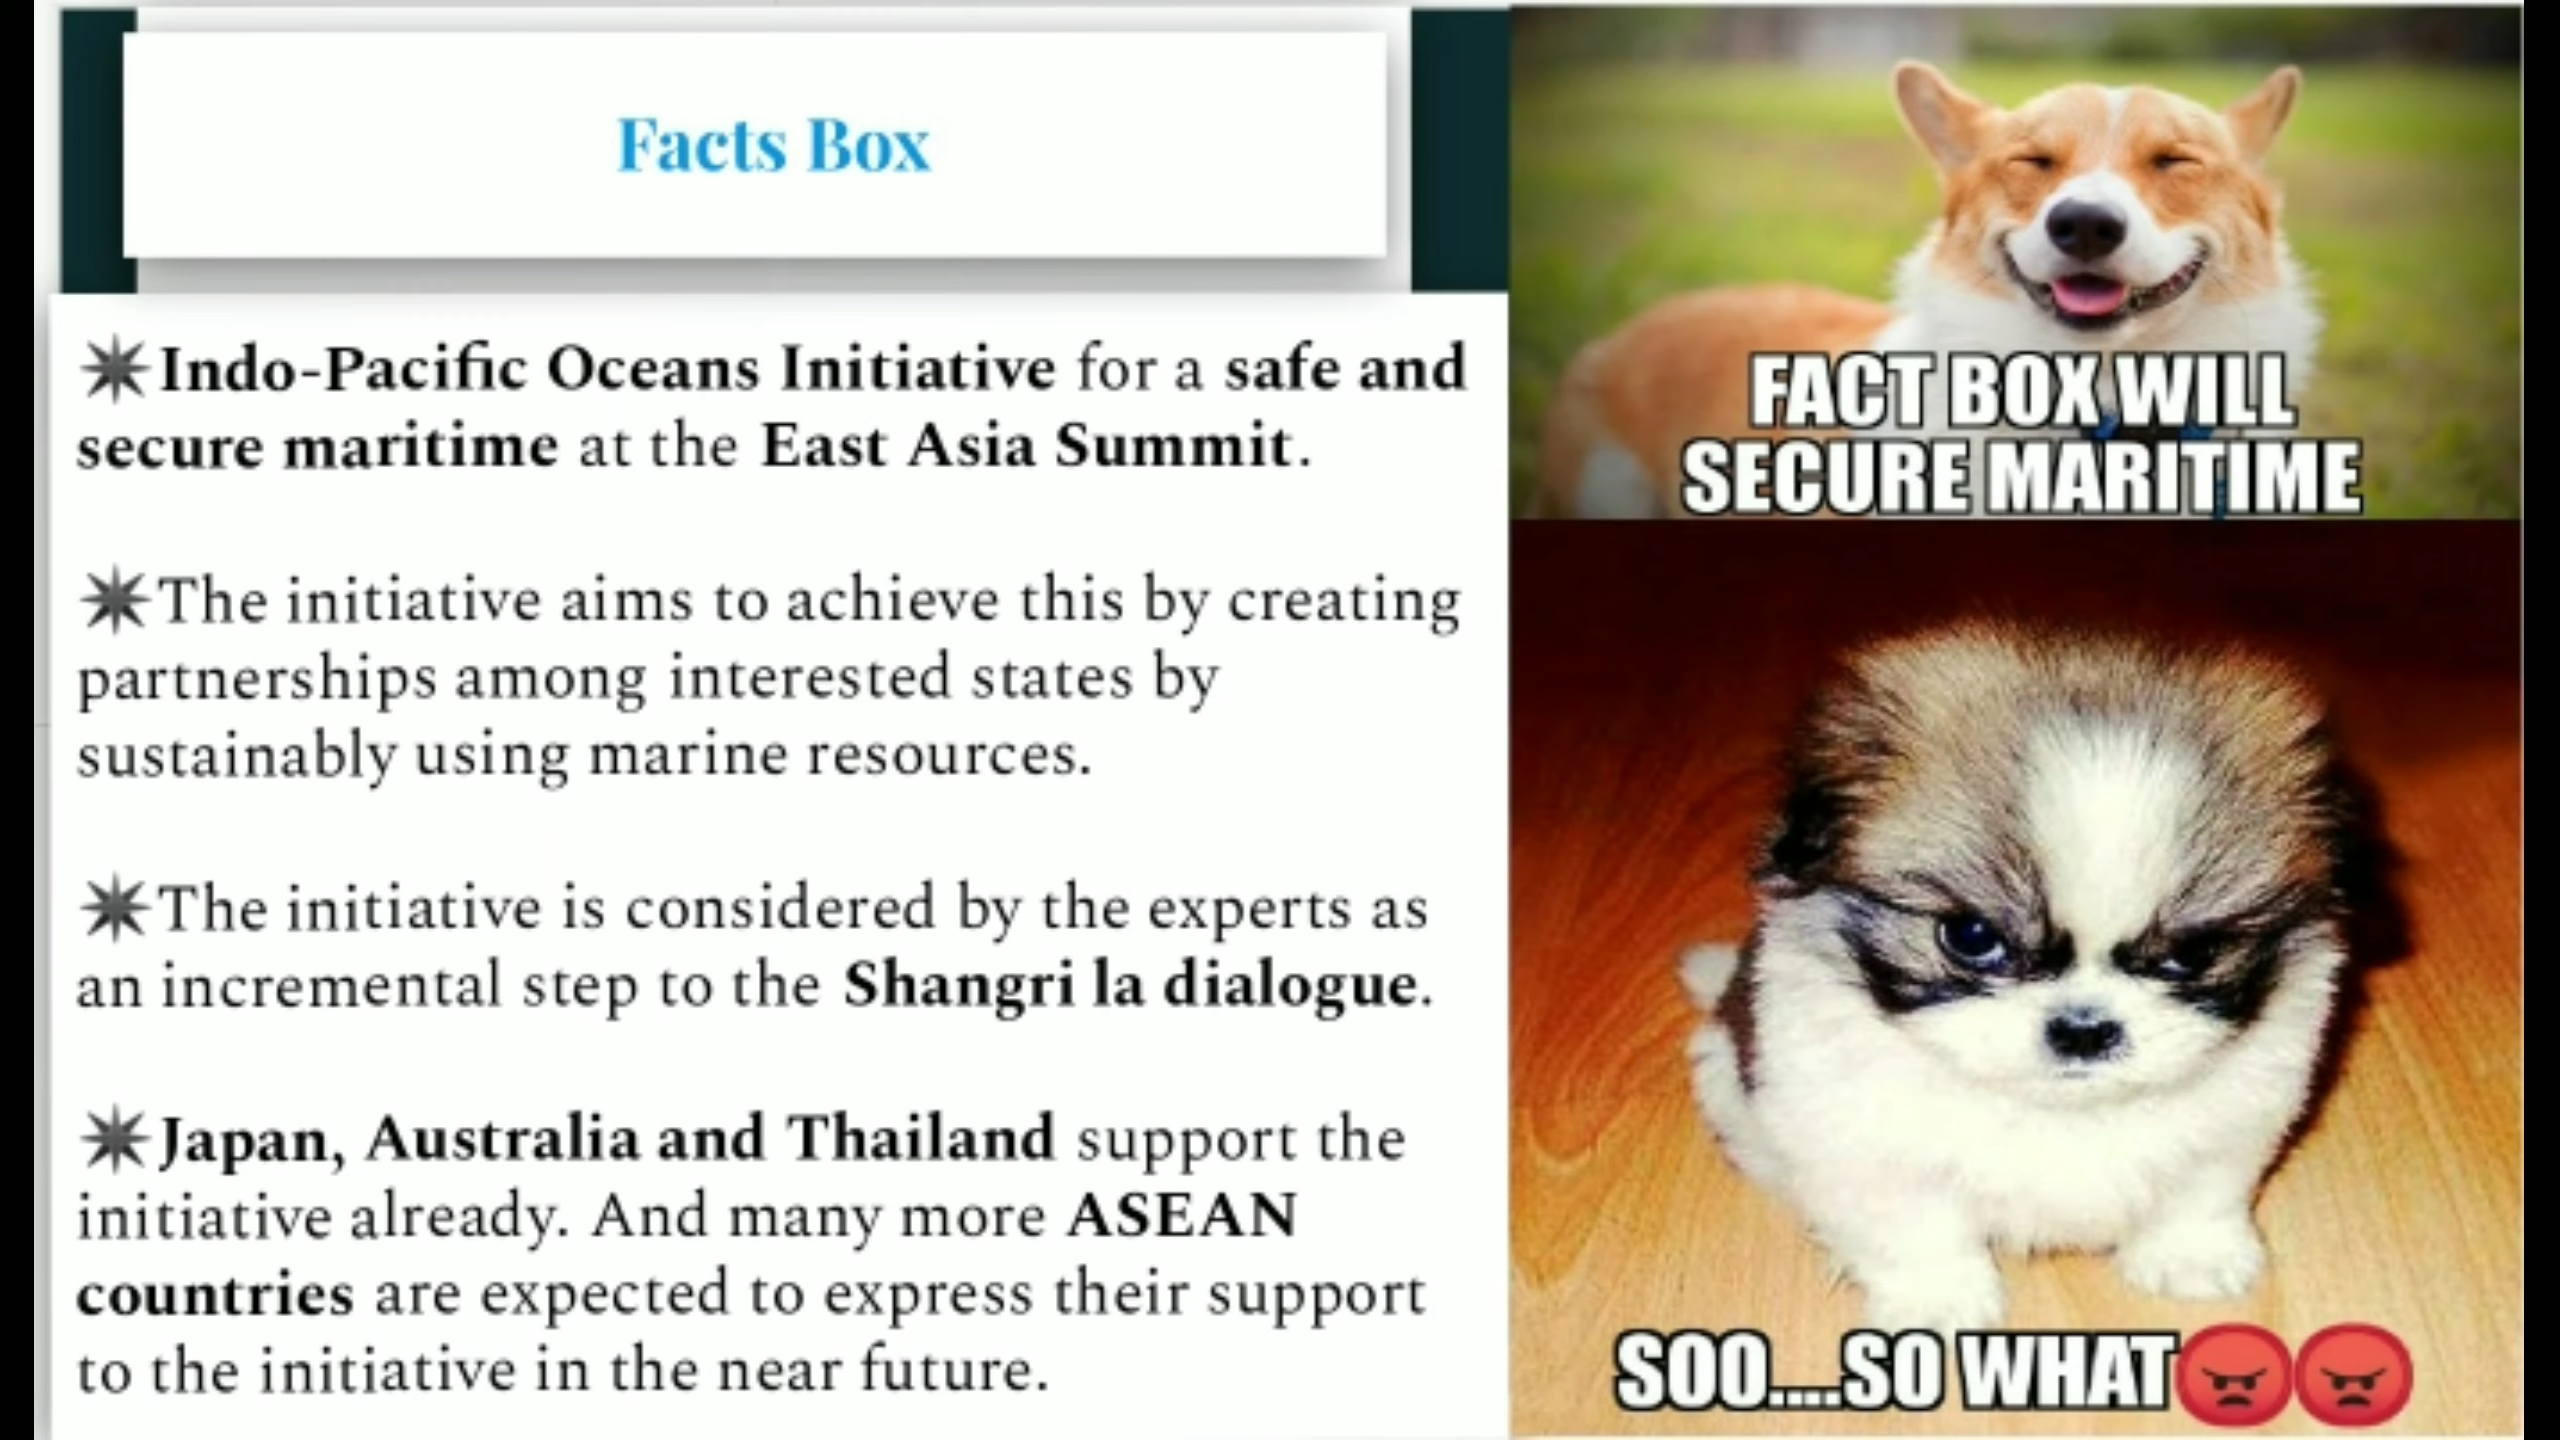 Facts Box
✷Indo-Pacific Oceans Initiative for a safe and
secure maritime at the East Asia Summit.
✷The initiative aims to achieve this by creating
partnerships among interested states by
sustainably using marine resources.
✷The initiative is considered by the experts as
an incremental step to the Shangri la dialogue.
✷Japan, Australia and Thailand support the
initiative already. And many more ASEAN
countries are expected to express their support
to the initiative in the near future.
FACT BOX WILL
SECURE MARITIME
SOO....SO WHAT😡😡